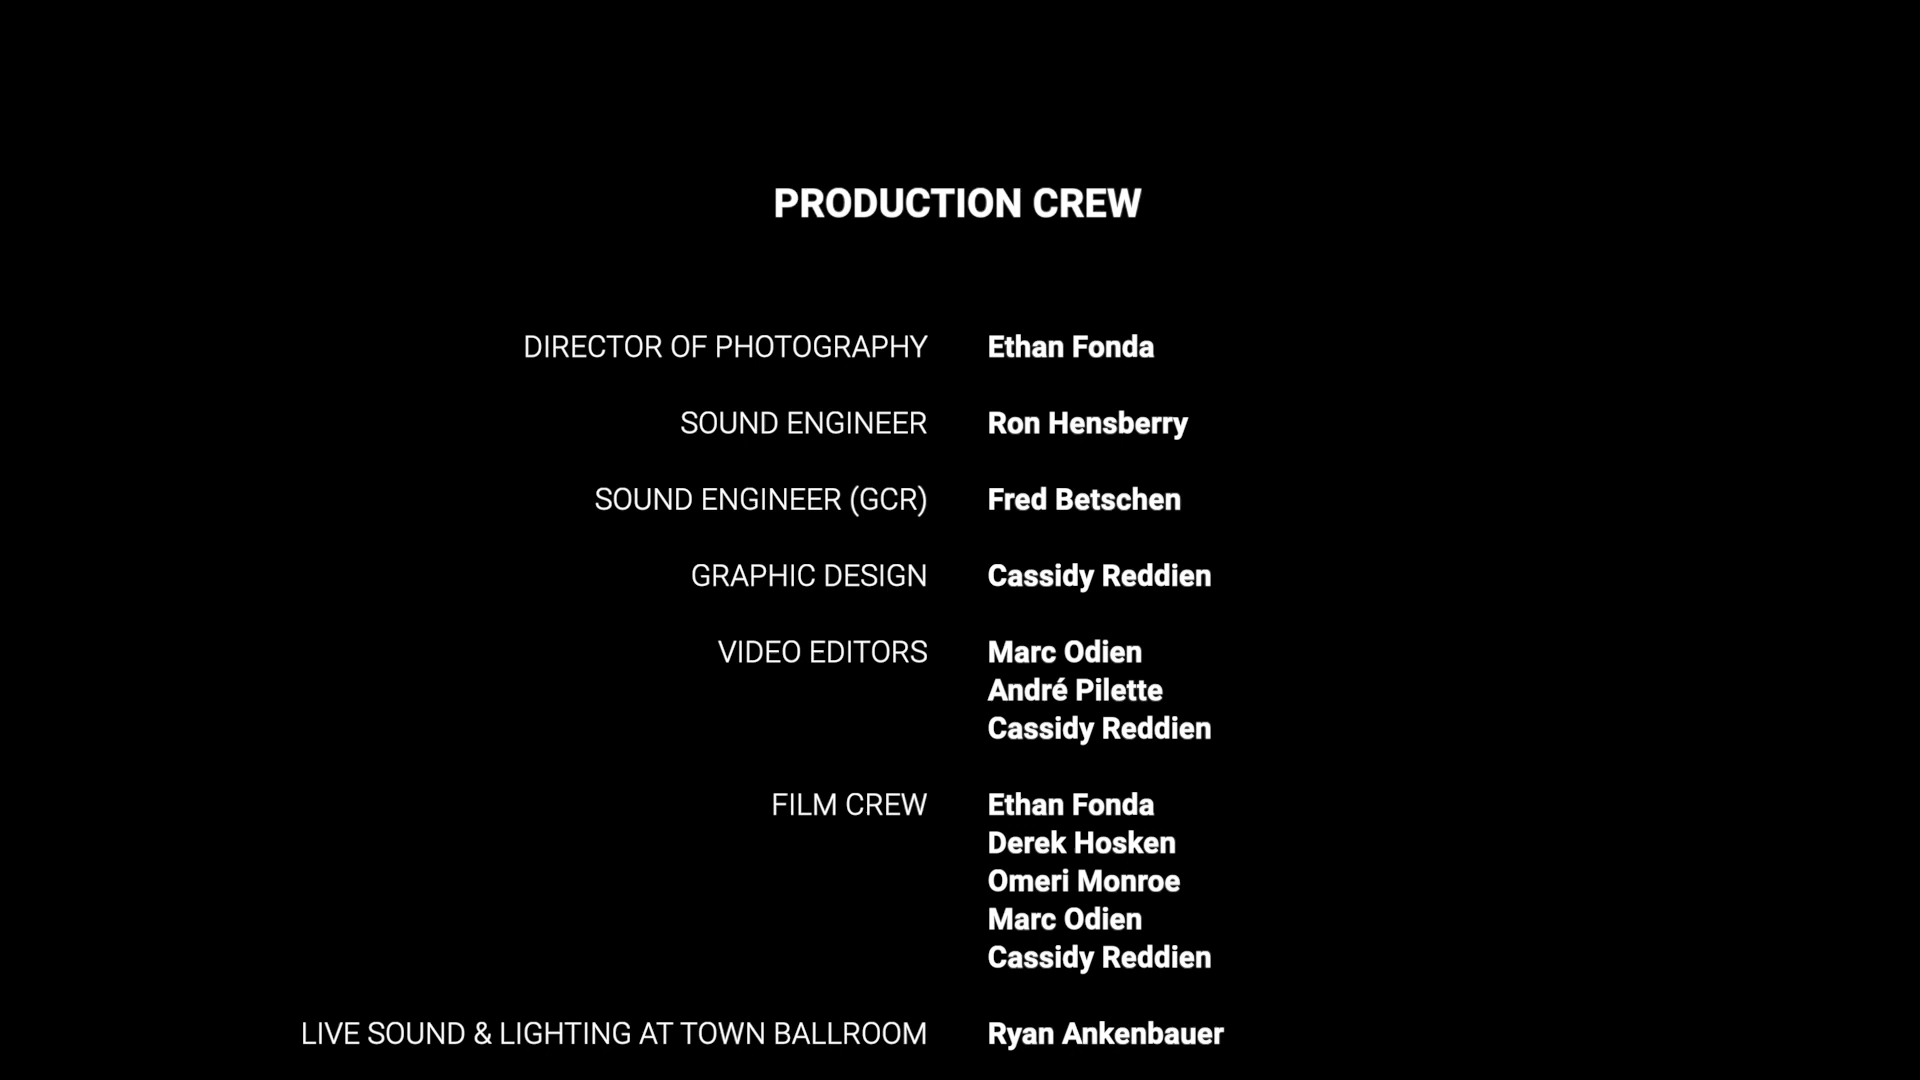 PRODUCTION CREW
DIRECTOR OF PHOTOGRAPHY Ethan Fonda
SOUND ENGINEER Ron Hensberry
SOUND ENGINEER (GCR) Fred Betschen
GRAPHIC DESIGN Cassidy Reddien
VIDEO EDITORS Marc Odien
André Pilette
Cassidy Reddien
FILM CREW Ethan Fonda
Derek Hosken
Omeri Monroe
Marc Odien
Cassidy Reddien
LIVE SOUND & LIGHTING AT TOWN BALLROOM Ryan Ankenbauer